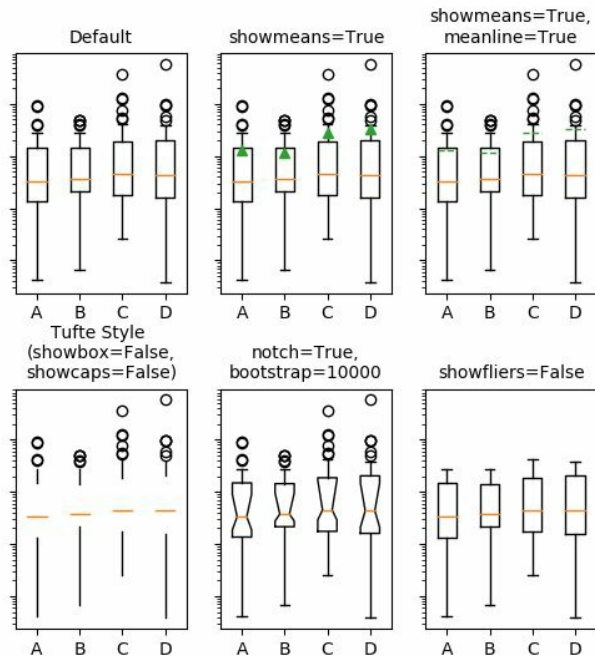 Default
showmeans=True
showmeans=True,
meanline=True
A B C D
A B C D
A B C D
Tufte Style
(showbox=False,
showcaps=False)
notch=True,
bootstrap=10000
showfliers=False
A B C D
A B C D
A B C D